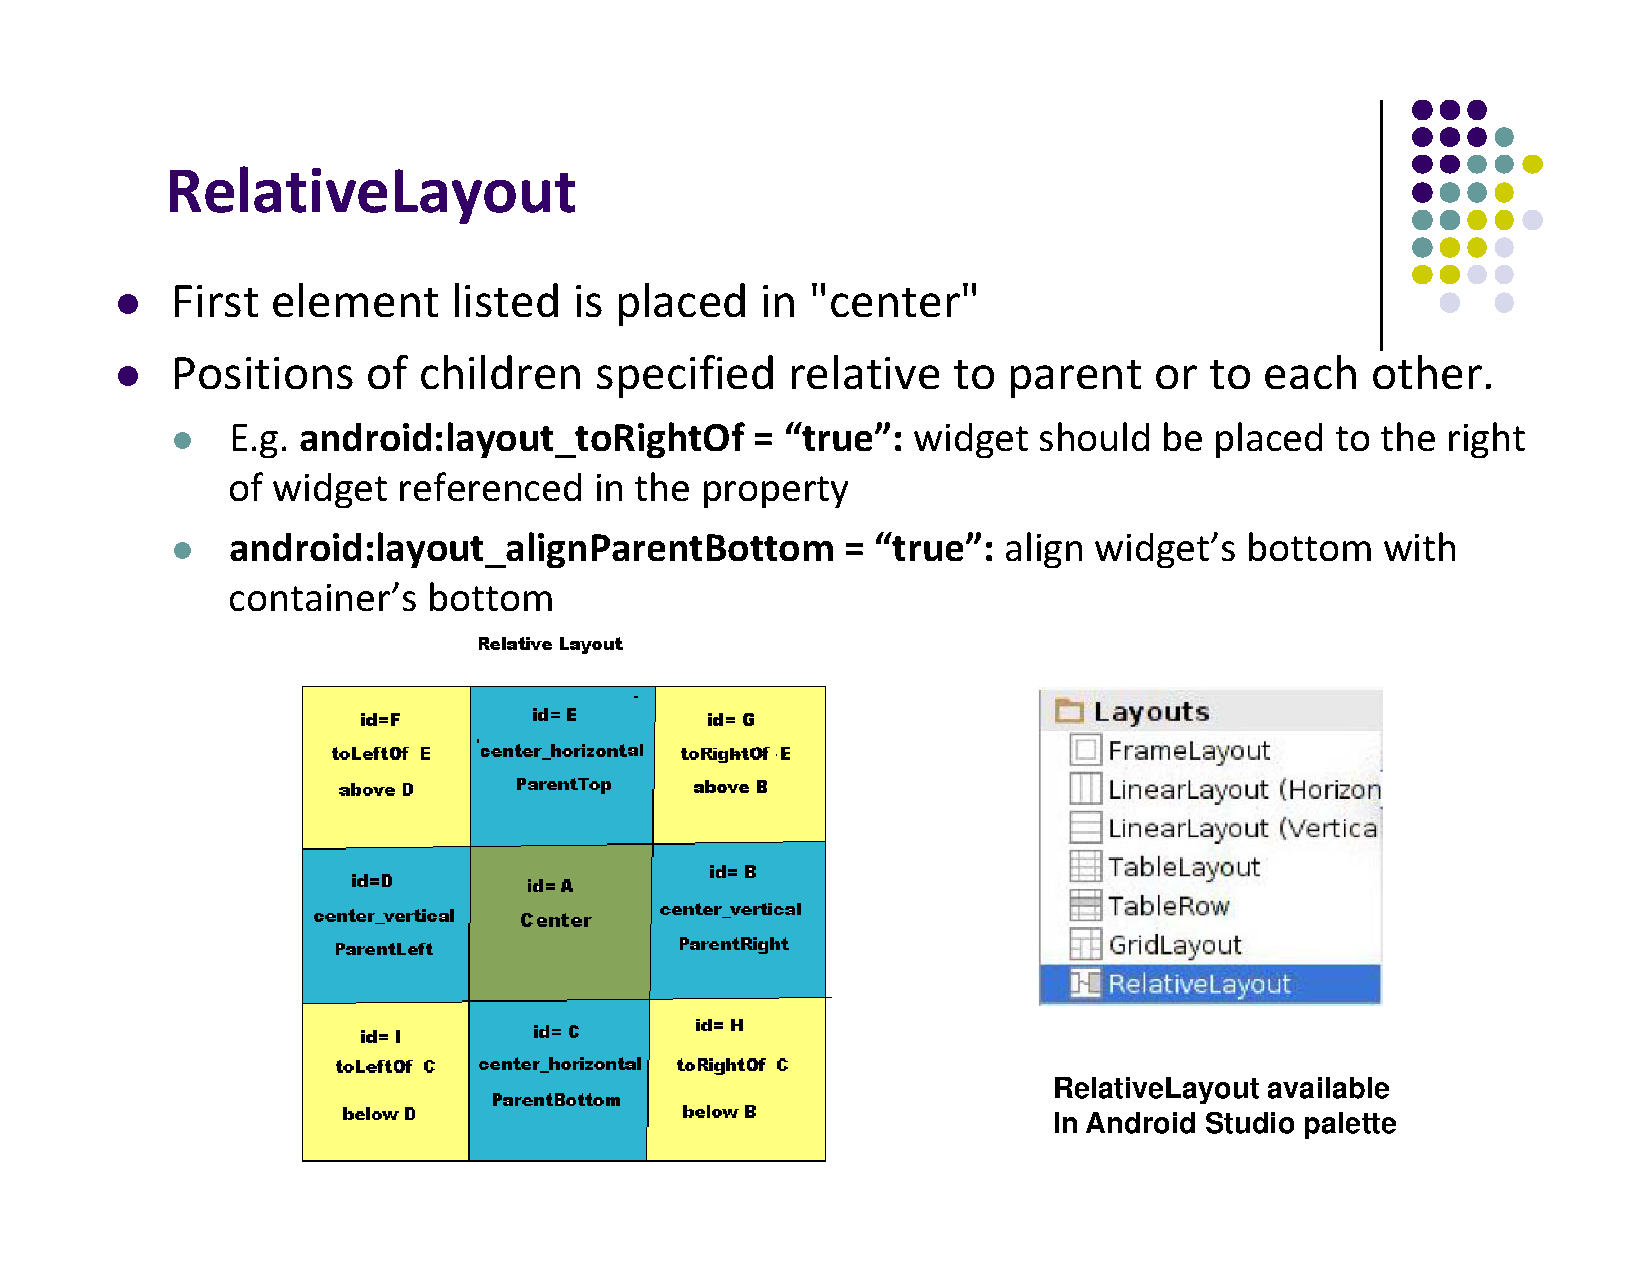 RelativeLayout
First element listed is placed in "center"
Positions of children specified relative to parent or to each other.
E.g. android:layout_toRightOf = “true”: widget should be placed to the right
of widget referenced in the property
android:layout_alignParentBottom = “true”: align widget’s bottom with
container’s bottom
Relative Layout
id=F
toLeftOf E
above D
id= E
center_horizontal
ParentTop
id= G
toRightOf E
above B
id=D
center_vertical
ParentLeft
id= A
Center
id= B
center_vertical
ParentRight
id= I
toLeftOf C
below D
id= C
center_horizontal
ParentBottom
id= H
toRightOf C
below B
Layouts
FrameLayout
LinearLayout (Horizon
LinearLayout (Vertica
TableLayout
TableRow
GridLayout
RelativeLayout
RelativeLayout available
In Android Studio palette